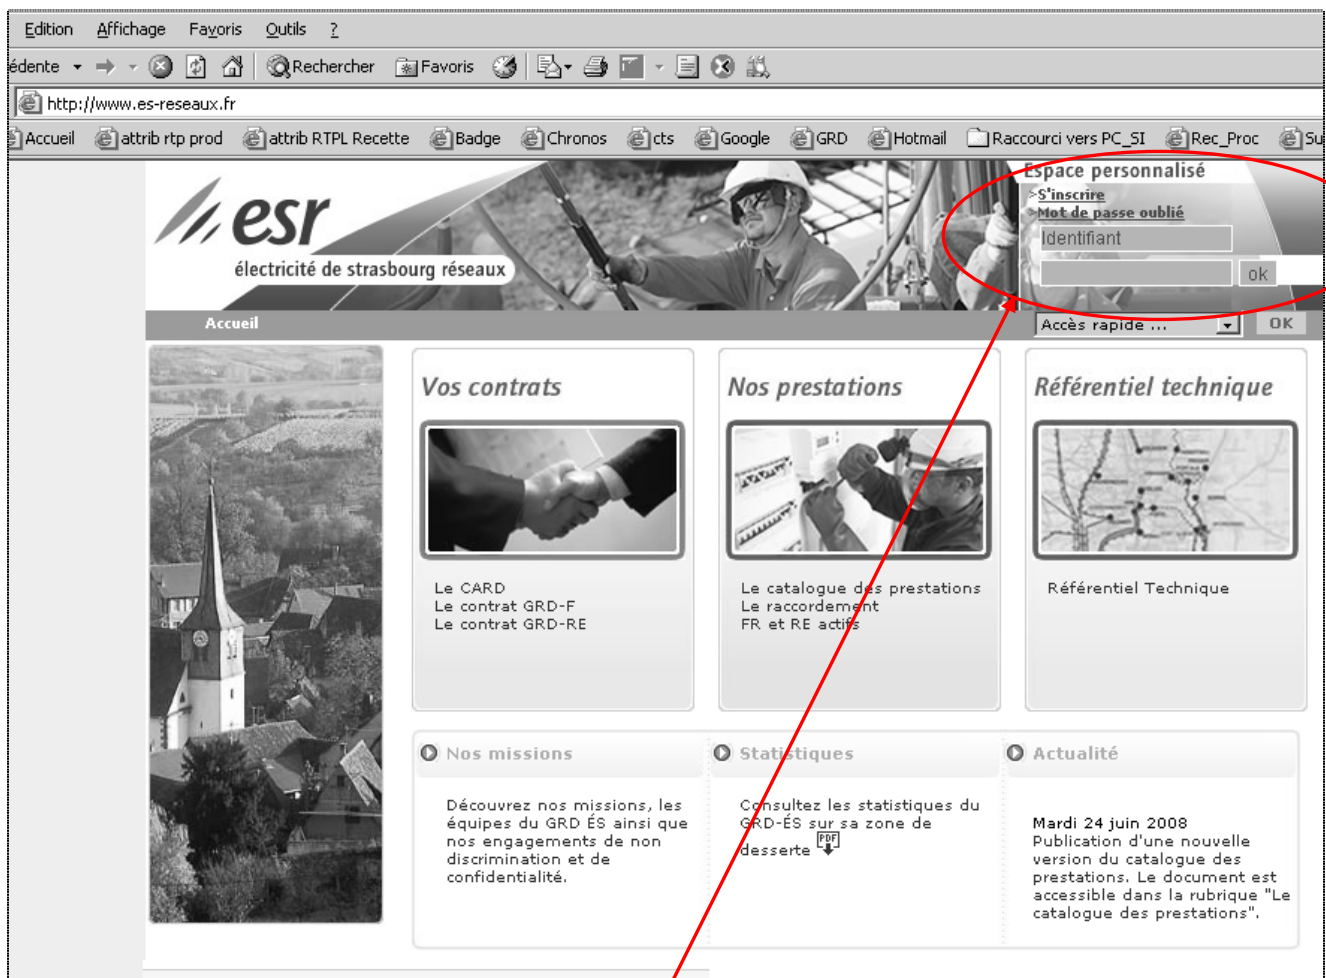 Edition Affichage Favoris Outils ?
édente Rechercher Favoris
http://www.es-reseaux.fr
Accueil attrib rtp prod attrib RTPL Recette Badge Chronos cts Google GRD Hotmail Raccourci vers PC_SI Rec_Proc Su
esr
électricité de strasbourg réseaux
Espace personnalisé
>S'inscrire
>Mot de passe oublié
Identifiant
ok
Accueil
Accès rapide ... OK
Vos contrats
Le CARD
Le contrat GRD-F
Le contrat GRD-RE
Nos prestations
Le catalogue des prestations
Le raccordement
FR et RE actifs
Référentiel technique
Référentiel Technique
Nos missions
Découvrez nos missions, les
équipes du GRD ÉS ainsi que
nos engagements de non
discrimination et de
confidentialité.
Statistiques
Consultez les statistiques du
GRD-ÉS sur sa zone de
desserte PDF
Actualité
Mardi 24 juin 2008
Publication d'une nouvelle
version du catalogue des
prestations. Le document est
accessible dans la rubrique "Le
catalogue des prestations".